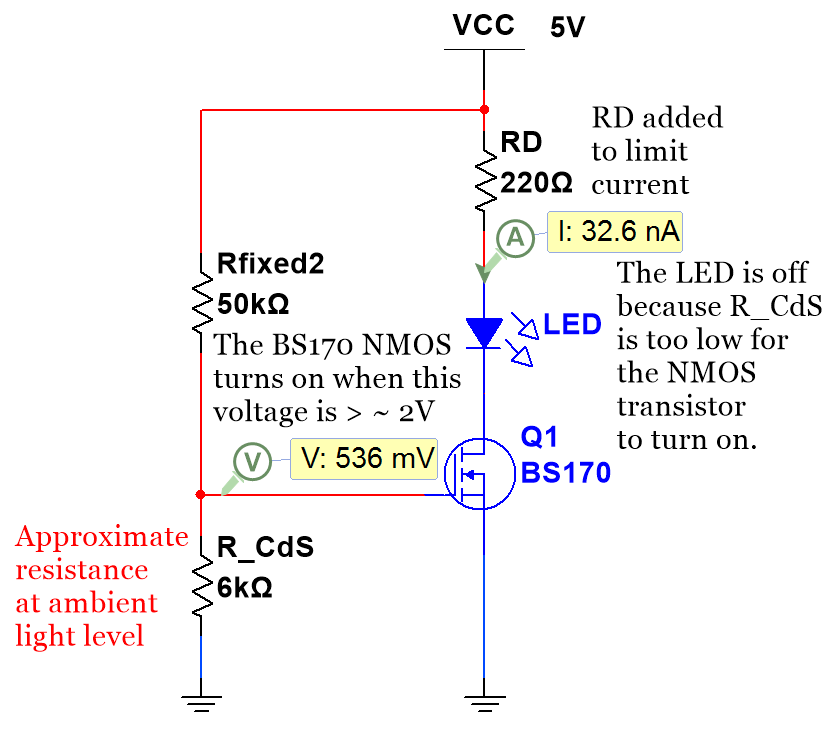 VCC 5V
RD
220Ω
RD added
to limit
current
A
I: 32.6 nA
Rfixed2
50kΩ
The LED is off
because R_CdS
is too low for
the NMOS
transistor
to turn on.
LED
The BS170 NMOS
turns on when this
voltage is > ~ 2V
V
V: 536 mV
Q1
BS170
Approximate
resistance
at ambient
light level
R_CdS
6kΩ